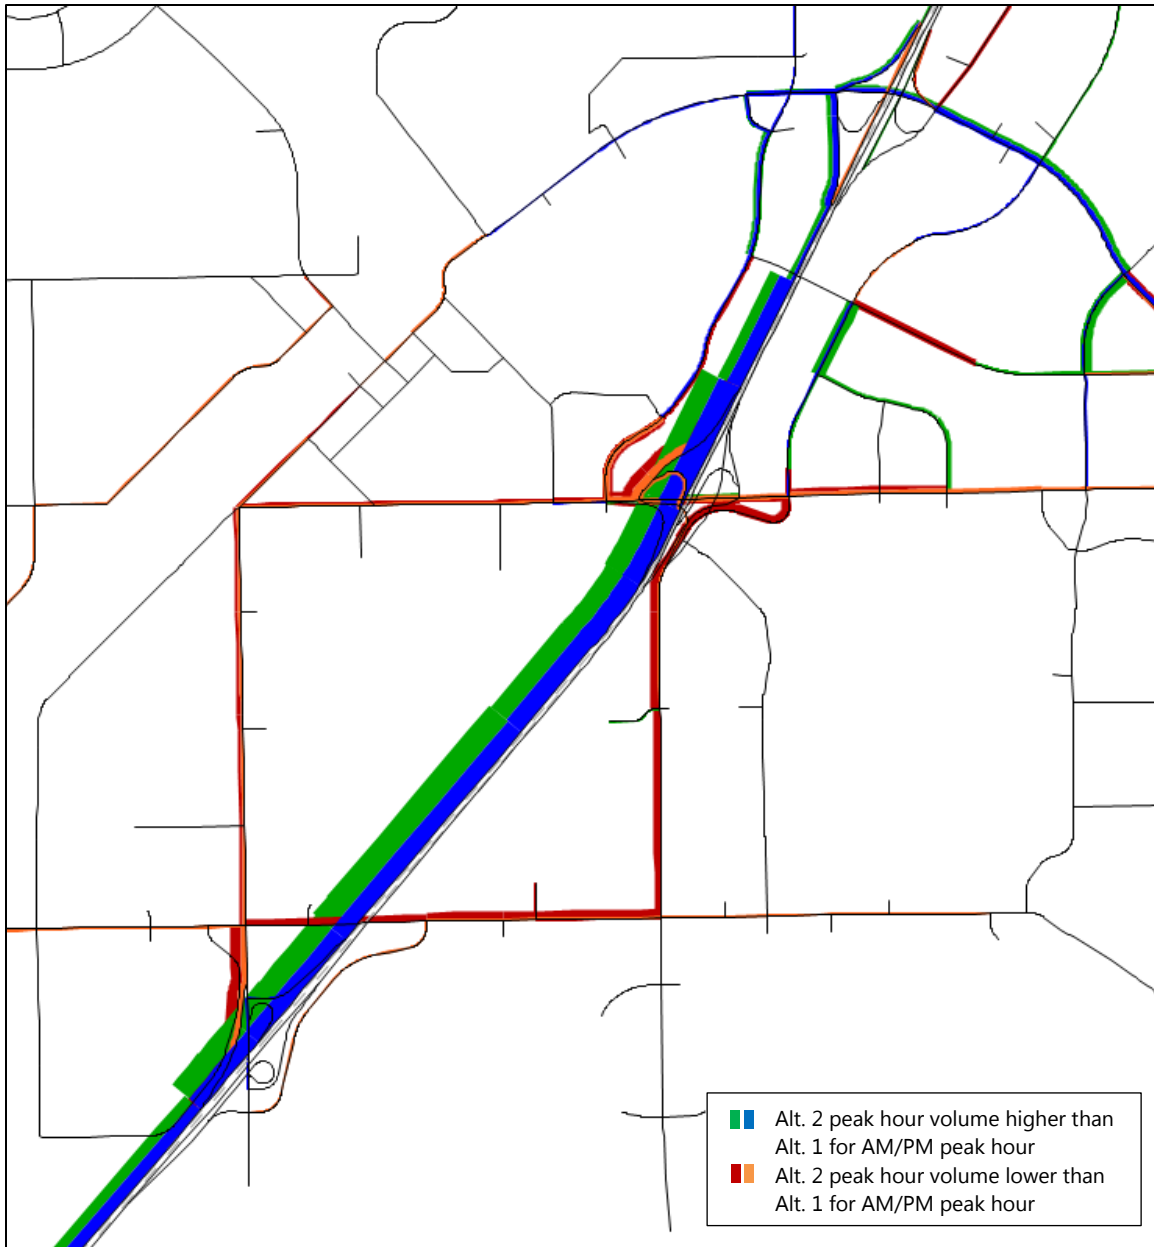 Alt. 2 peak hour volume higher than
Alt. 1 for AM/PM peak hour
Alt. 2 peak hour volume lower than
Alt. 1 for AM/PM peak hour